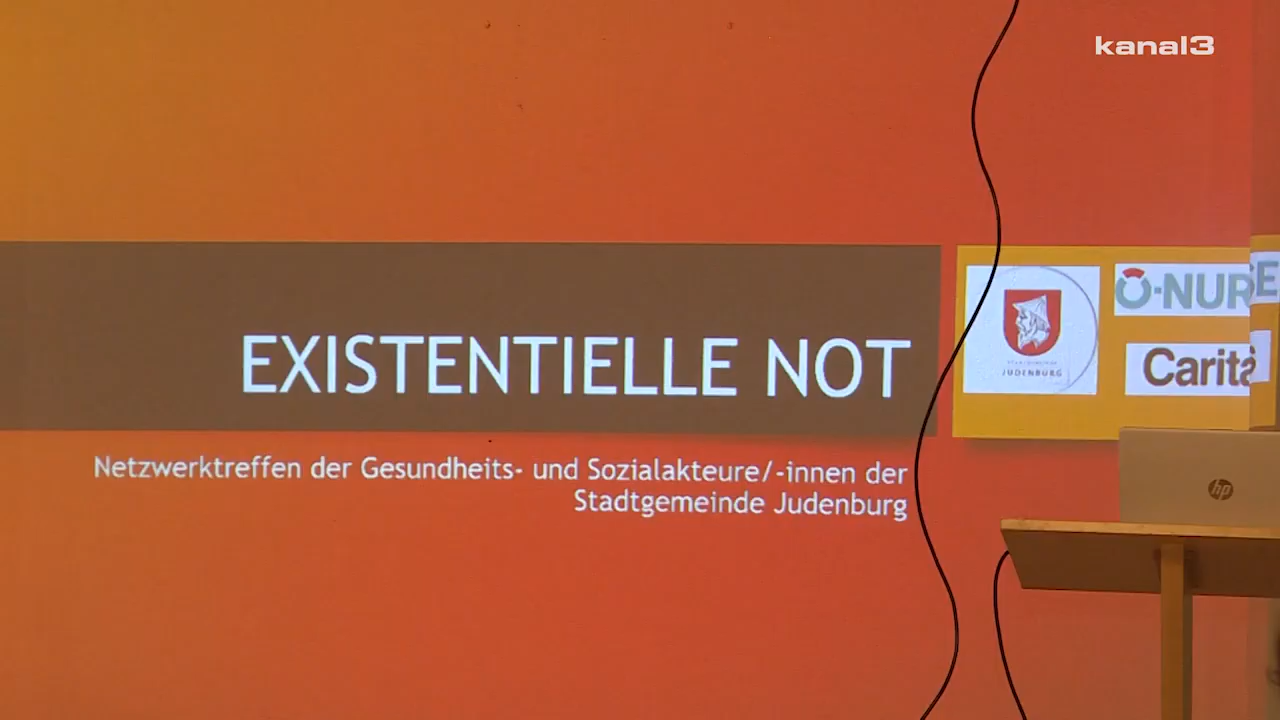 kanal3
EXISTENTIELLE NOT
Netzwerktreffen der Gesundheits- und Sozialakteure/-innen der
Stadtgemeinde Judenburg
JUDENBURG
hp